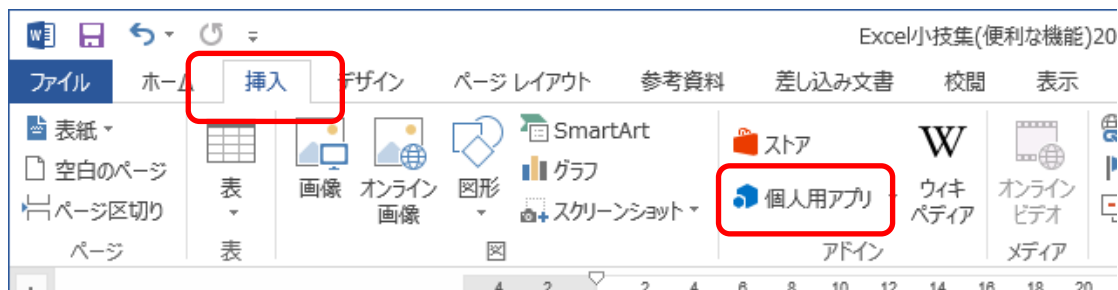 Excel小技集(便利な機能)20
ファイル ホーム 挿入 デザイン ページ レイアウト 参考資料 差し込み文書 校閲 表示
表紙
空白のページ
ページ区切り
ページ
表
表
画像
オンライン
画像
図形
SmartArt
グラフ
スクリーンショット
図
ストア
個人用アプリ
W
ウィキ
ペディア
アドイン
オンライン
ビデオ
メディア
4 2 2 4 6 8 10 12 14 16 18 20